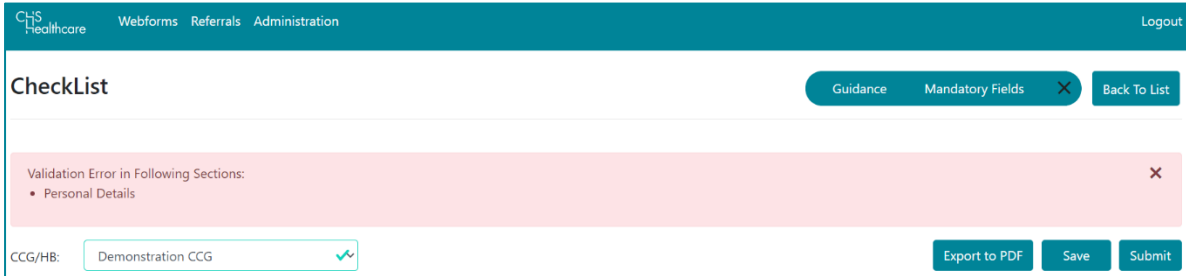 CHS
Healthcare
Webforms Referrals Administration Logout
CheckList
Guidance Mandatory Fields Back To List
Validation Error in Following Sections:
• Personal Details
CCG/HB: Demonstration CCG Export to PDF Save Submit